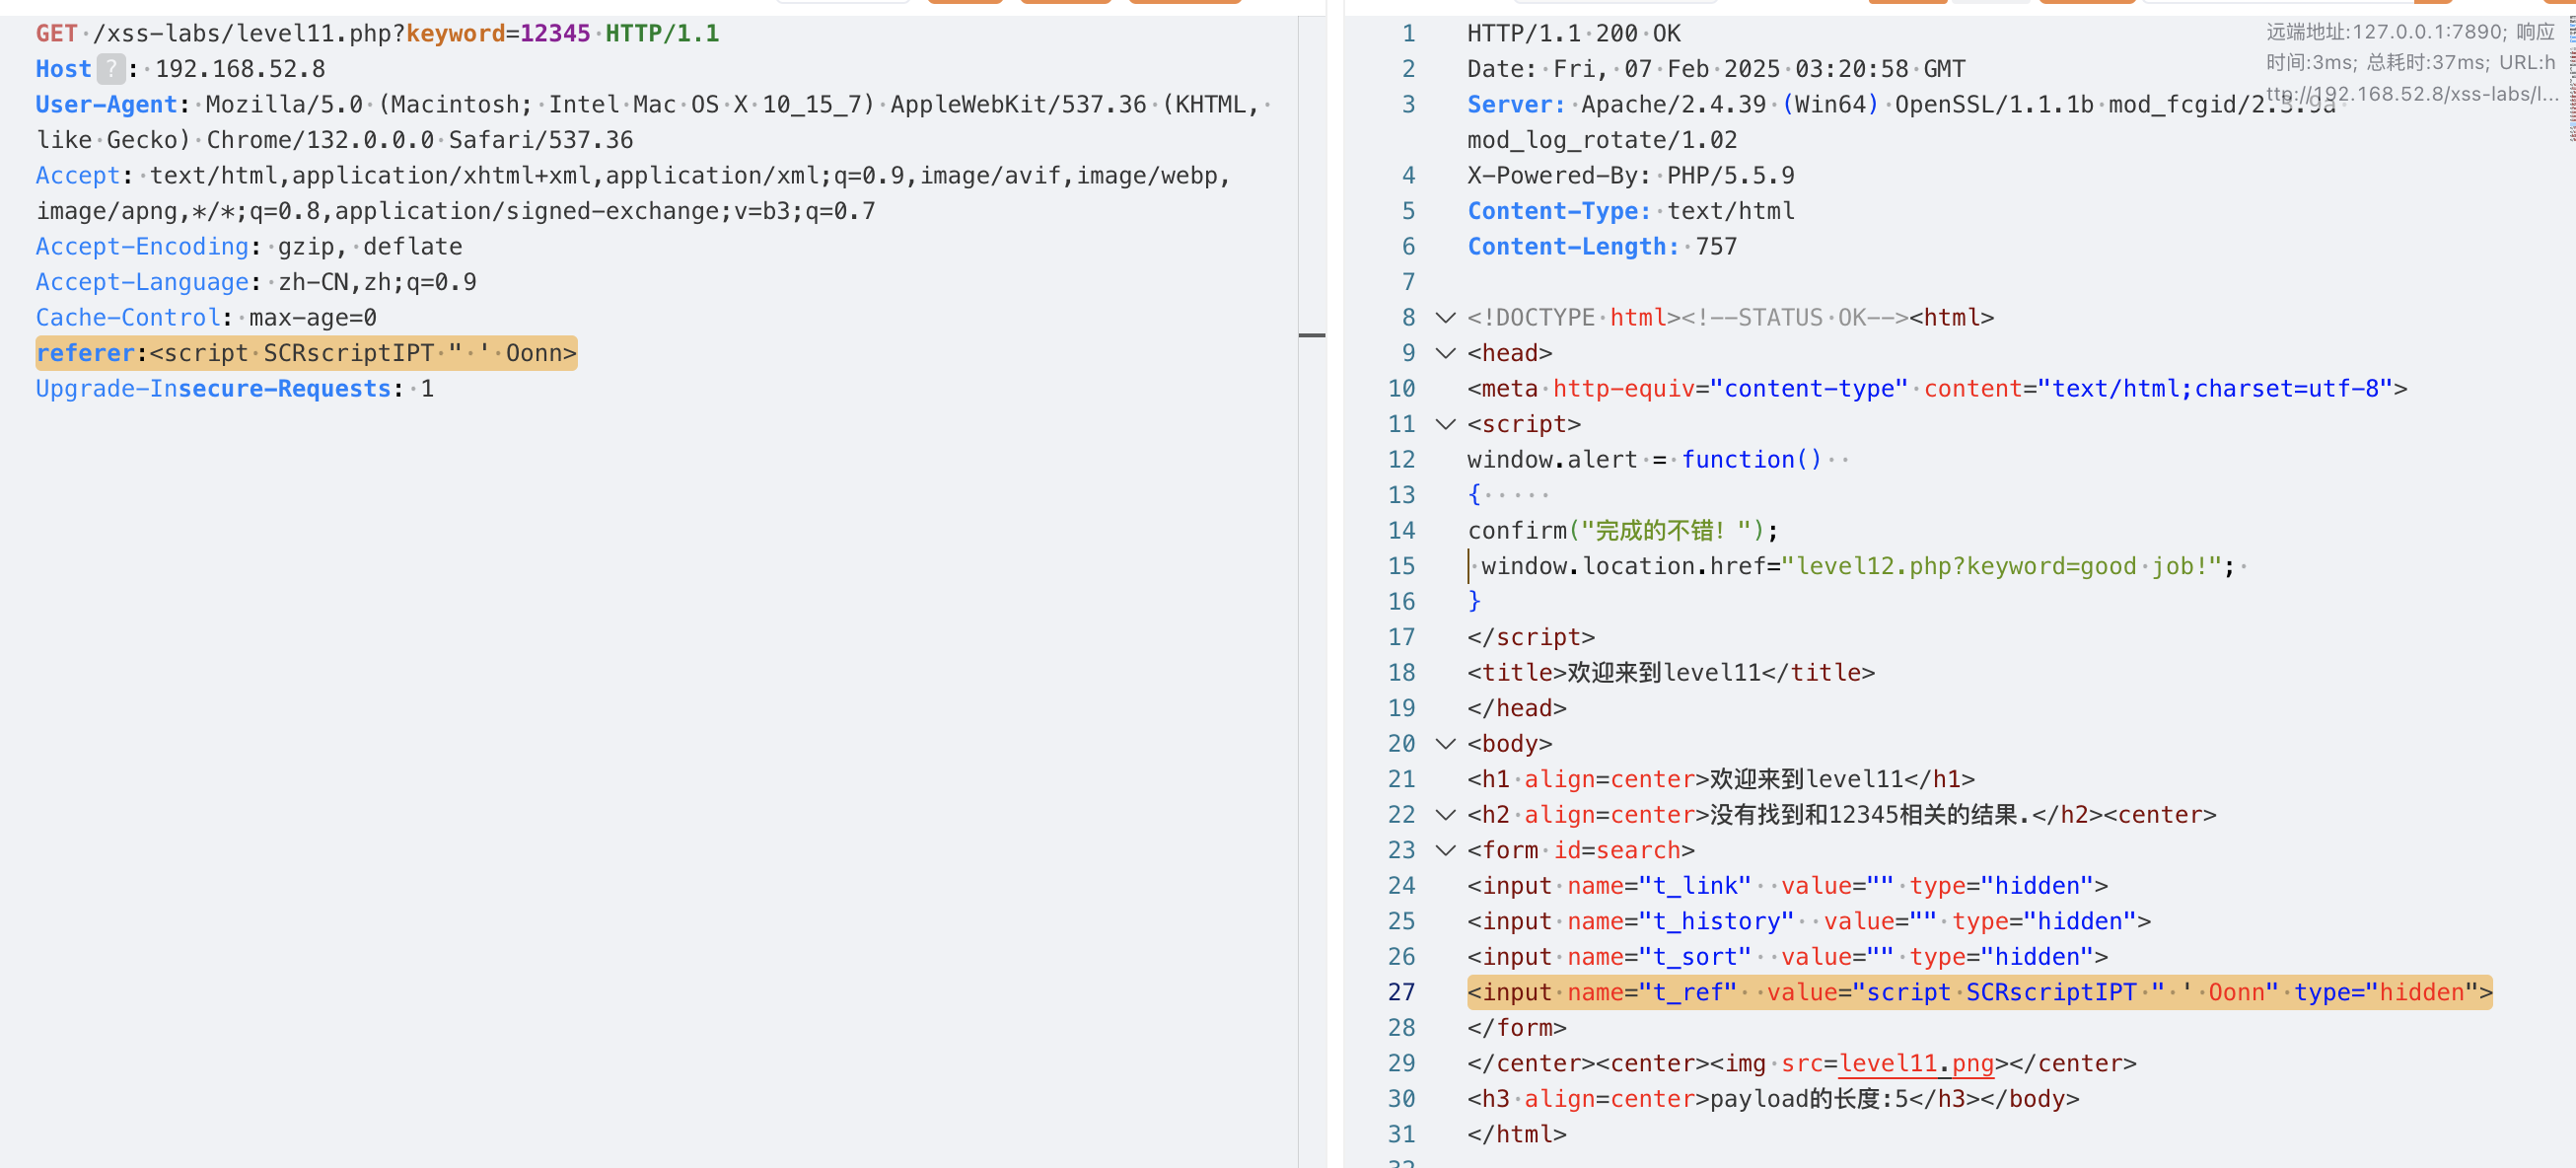 GET /xss-labs/level11.php?keyword=12345 HTTP/1.1
Host ? : 192.168.52.8
User-Agent: Mozilla/5.0 (Macintosh; Intel Mac OS X 10_15_7) AppleWebKit/537.36 (KHTML,
like Gecko) Chrome/132.0.0.0 Safari/537.36
Accept: text/html,application/xhtml+xml,application/xml;q=0.9,image/avif,image/webp,
image/apng,*/*;q=0.8,application/signed-exchange;v=b3;q=0.7
Accept-Encoding: gzip, deflate
Accept-Language: zh-CN,zh;q=0.9
Cache-Control: max-age=0
referer:<script SCRscriptIPT " ' Oonn>
Upgrade-Insecure-Requests: 1
1 HTTP/1.1 200 OK
2 Date: Fri, 07 Feb 2025 03:20:58 GMT
3 Server: Apache/2.4.39 (Win64) OpenSSL/1.1.1b mod_fcgid/2.3.9a
mod_log_rotate/1.02
4 X-Powered-By: PHP/5.5.9
5 Content-Type: text/html
6 Content-Length: 757
7
8 <!DOCTYPE html><!--STATUS OK--><html>
9 <head>
10 <meta http-equiv="content-type" content="text/html;charset=utf-8">
11 <script>
12 window.alert = function()
13 {
14 confirm("完成的不错！");
15  window.location.href="level12.php?keyword=good job!";
16 }
17 </script>
18 <title>欢迎来到level11</title>
19 </head>
20 <body>
21 <h1 align=center>欢迎来到level11</h1>
22 <h2 align=center>没有找到和12345相关的结果.</h2><center>
23 <form id=search>
24 <input name="t_link"  value="" type="hidden">
25 <input name="t_history"  value="" type="hidden">
26 <input name="t_sort"  value="" type="hidden">
27 <input name="t_ref"  value="script SCRscriptIPT " ' Oonn" type="hidden">
28 </form>
29 </center><center><img src=level11.png></center>
30 <h3 align=center>payload的长度:5</h3></body>
31 </html>
32
远端地址:127.0.0.1:7890; 响应
时间:3ms; 总耗时:37ms; URL:h
ttp://192.168.52.8/xss-labs/l...